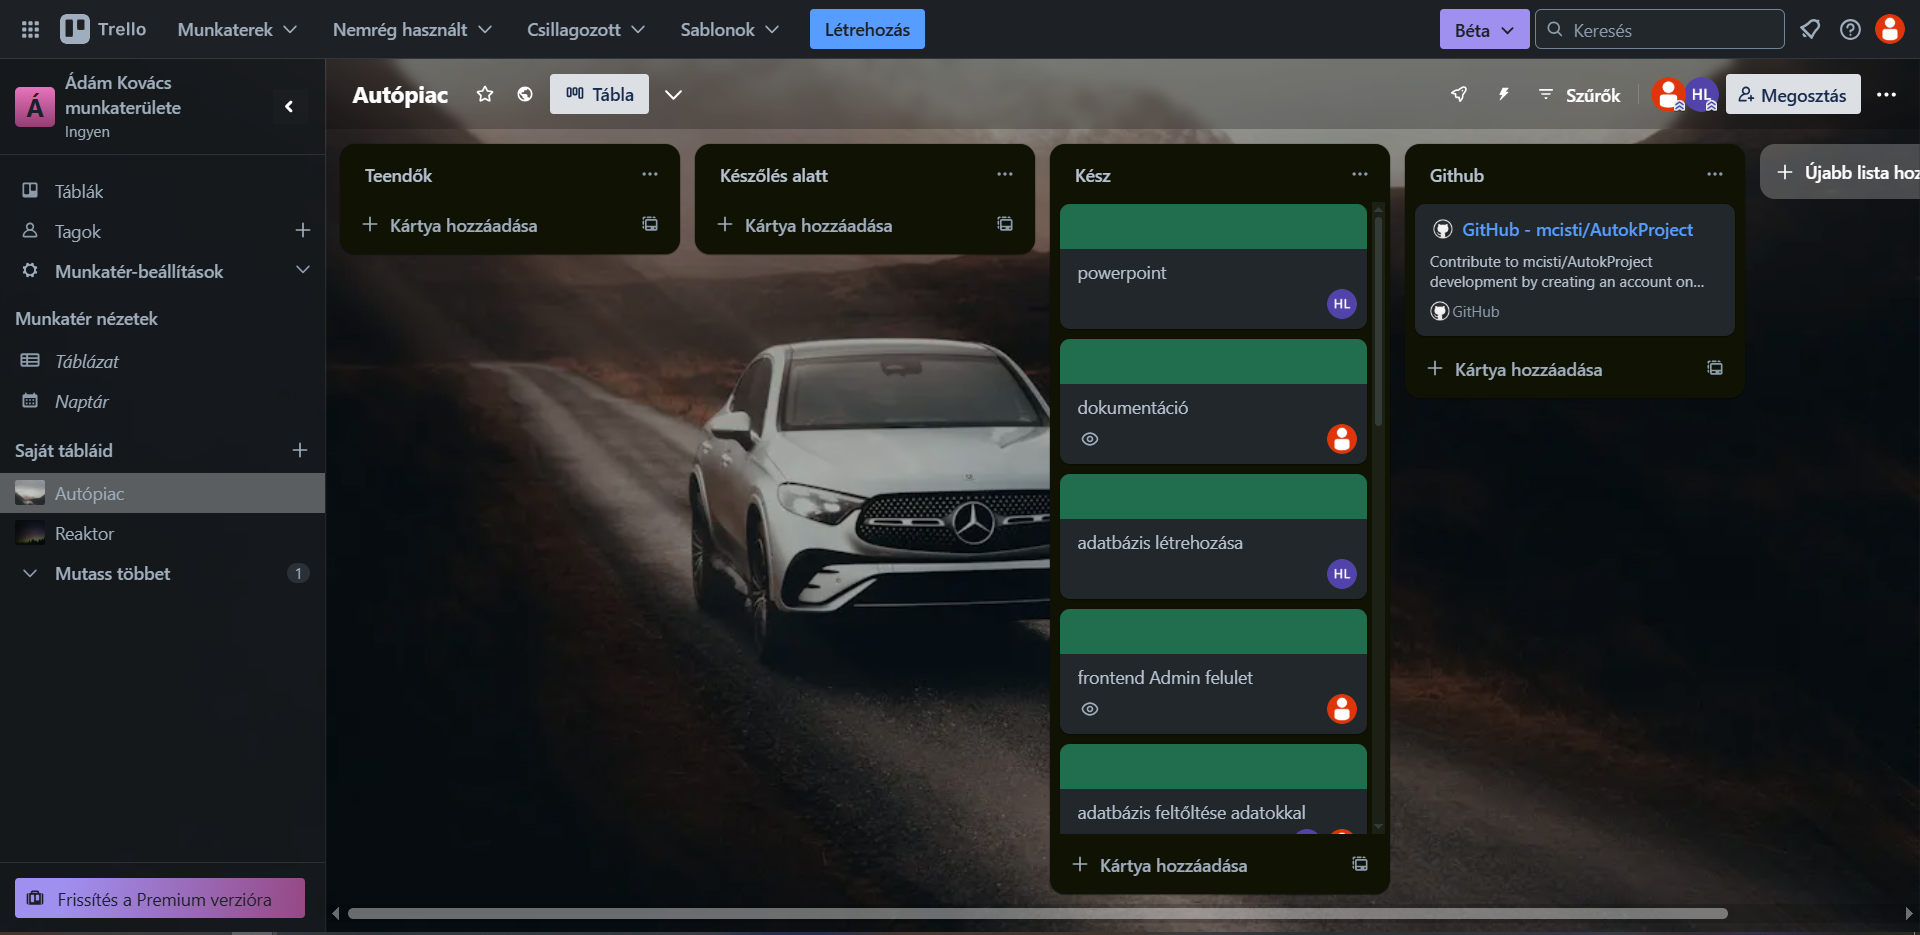 Trello
Munkaterek
Nemrég használt
Csillagozott
Sablonok
Létrehozás
Béta
Keresés
Á
Ádám Kovács
munkaterülete
Ingyen
Táblák
Tagok
Munkatér-beállítások
Munkatér nézetek
Táblázat
Naptár
Saját tábláid
Autópiac
Reaktor
Mutass többet
1
Frissítés a Premium verzióra
Autópiac
Tábla
Szűrők
HL
Megosztás
Teendők
Kártya hozzáadása
Készőlés alatt
Kártya hozzáadása
Kész
powerpoint
HL
dokumentáció
adatbázis létrehozása
HL
frontend Admin felulet
adatbázis feltőltése adatokkal
Kártya hozzáadása
Github
GitHub - mcisti/AutokProject
Contribute to mcisti/AutokProject
development by creating an account on...
GitHub
Kártya hozzáadása
Újabb lista hoz